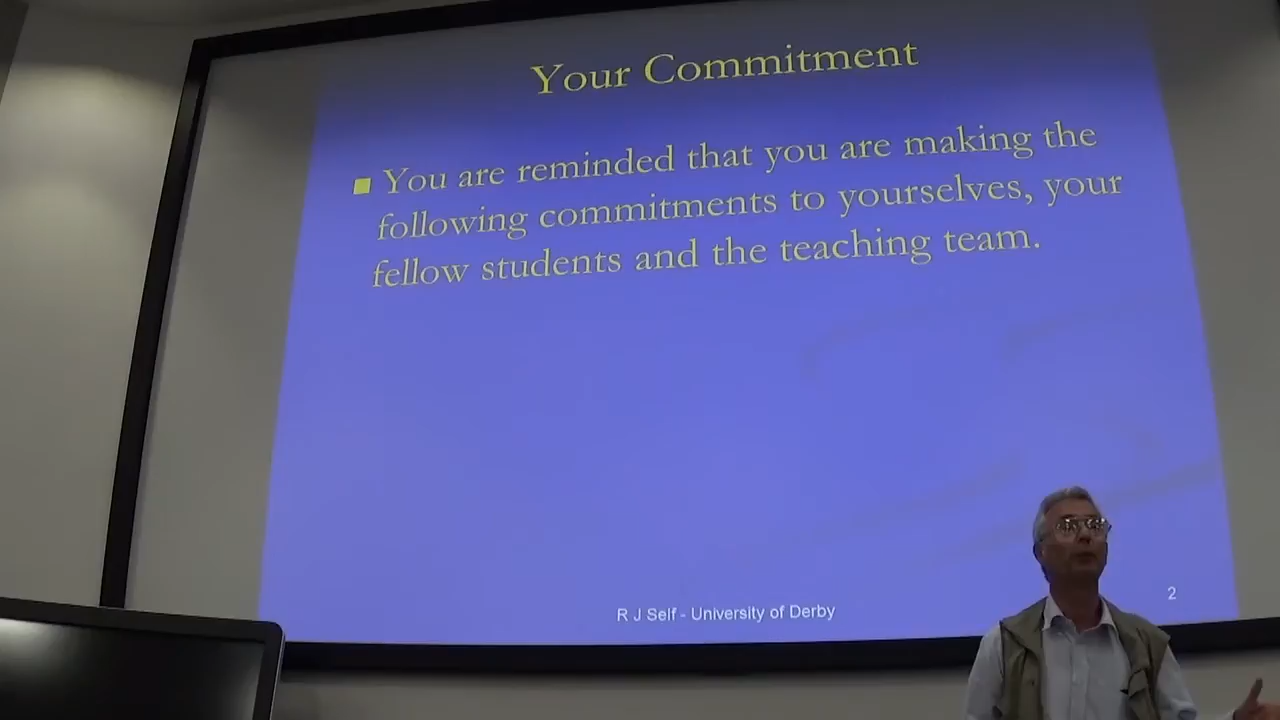 Your Commitment
You are reminded that you are making the
following commitments to yourselves, your
fellow students and the teaching team.
R J Self - University of Derby
2